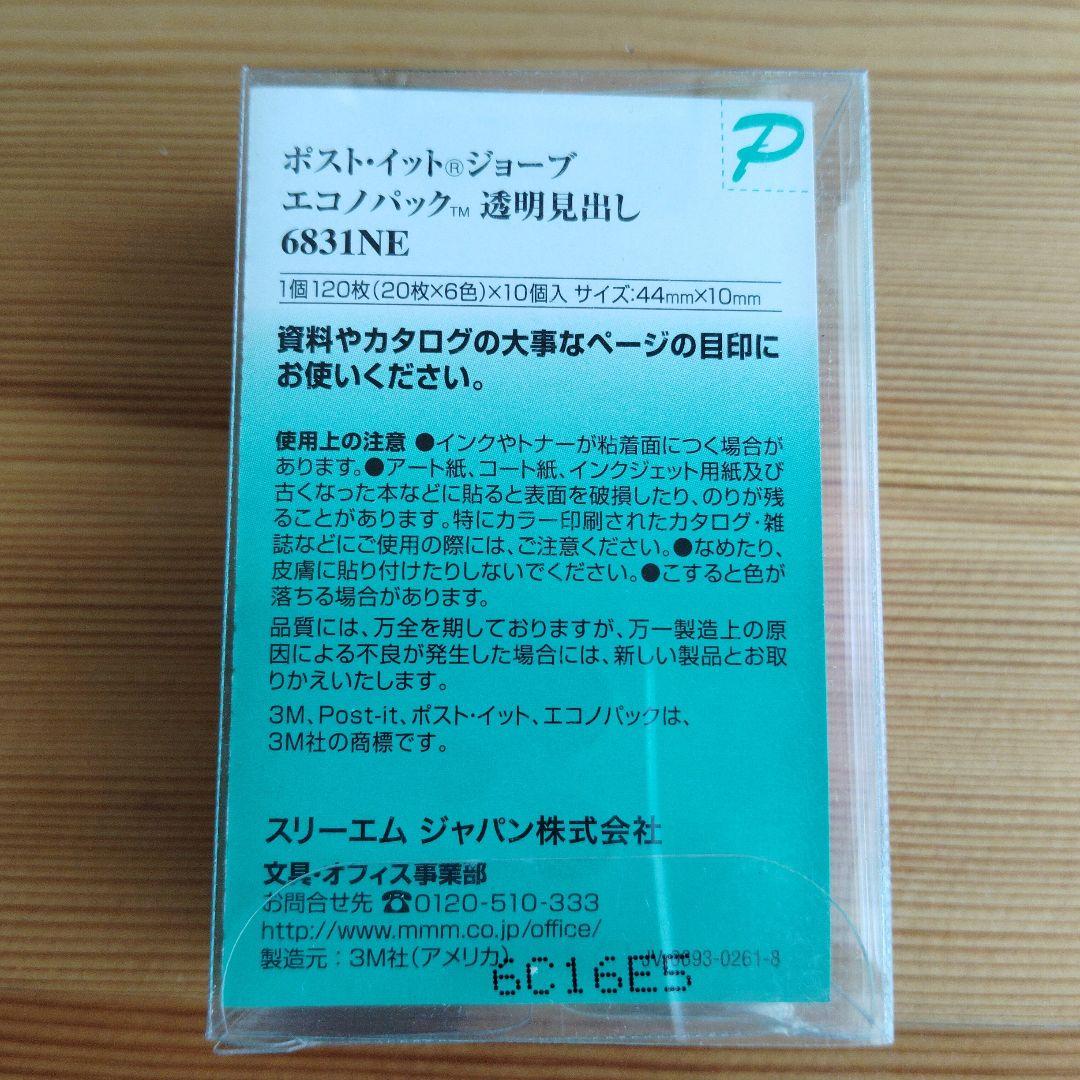 P
ポスト・イット®ジョーブ
エコノパック™ 透明見出し
6831NE
1個120枚(20枚×6色)×10個入 サイズ:44mm×10mm
資料やカタログの大事なページの目印に
お使いください。
使用上の注意 ●インクやトナーが粘着面につく場合が
あります。●アート紙、コート紙、インクジェット用紙及び
古くなった本などに貼ると表面を破損したり、のりが残
ることがあります。特にカラー印刷されたカタログ・雑
誌などにご使用の際には、ご注意ください。●なめたり、
皮膚に貼り付けたりしないでください。●こすると色が
落ちる場合があります。
品質には、万全を期しておりますが、万一製造上の原
因による不良が発生した場合には、新しい製品とお取
りかえいたします。
3M、Post-it、ポスト・イット、エコノパックは、
3M社の商標です。
スリーエム ジャパン株式会社
文具・オフィス事業部
お問合せ先 ☎0120-510-333
http://www.mmm.co.jp/office/
製造元：3M社(アメリカ)
6C16E5